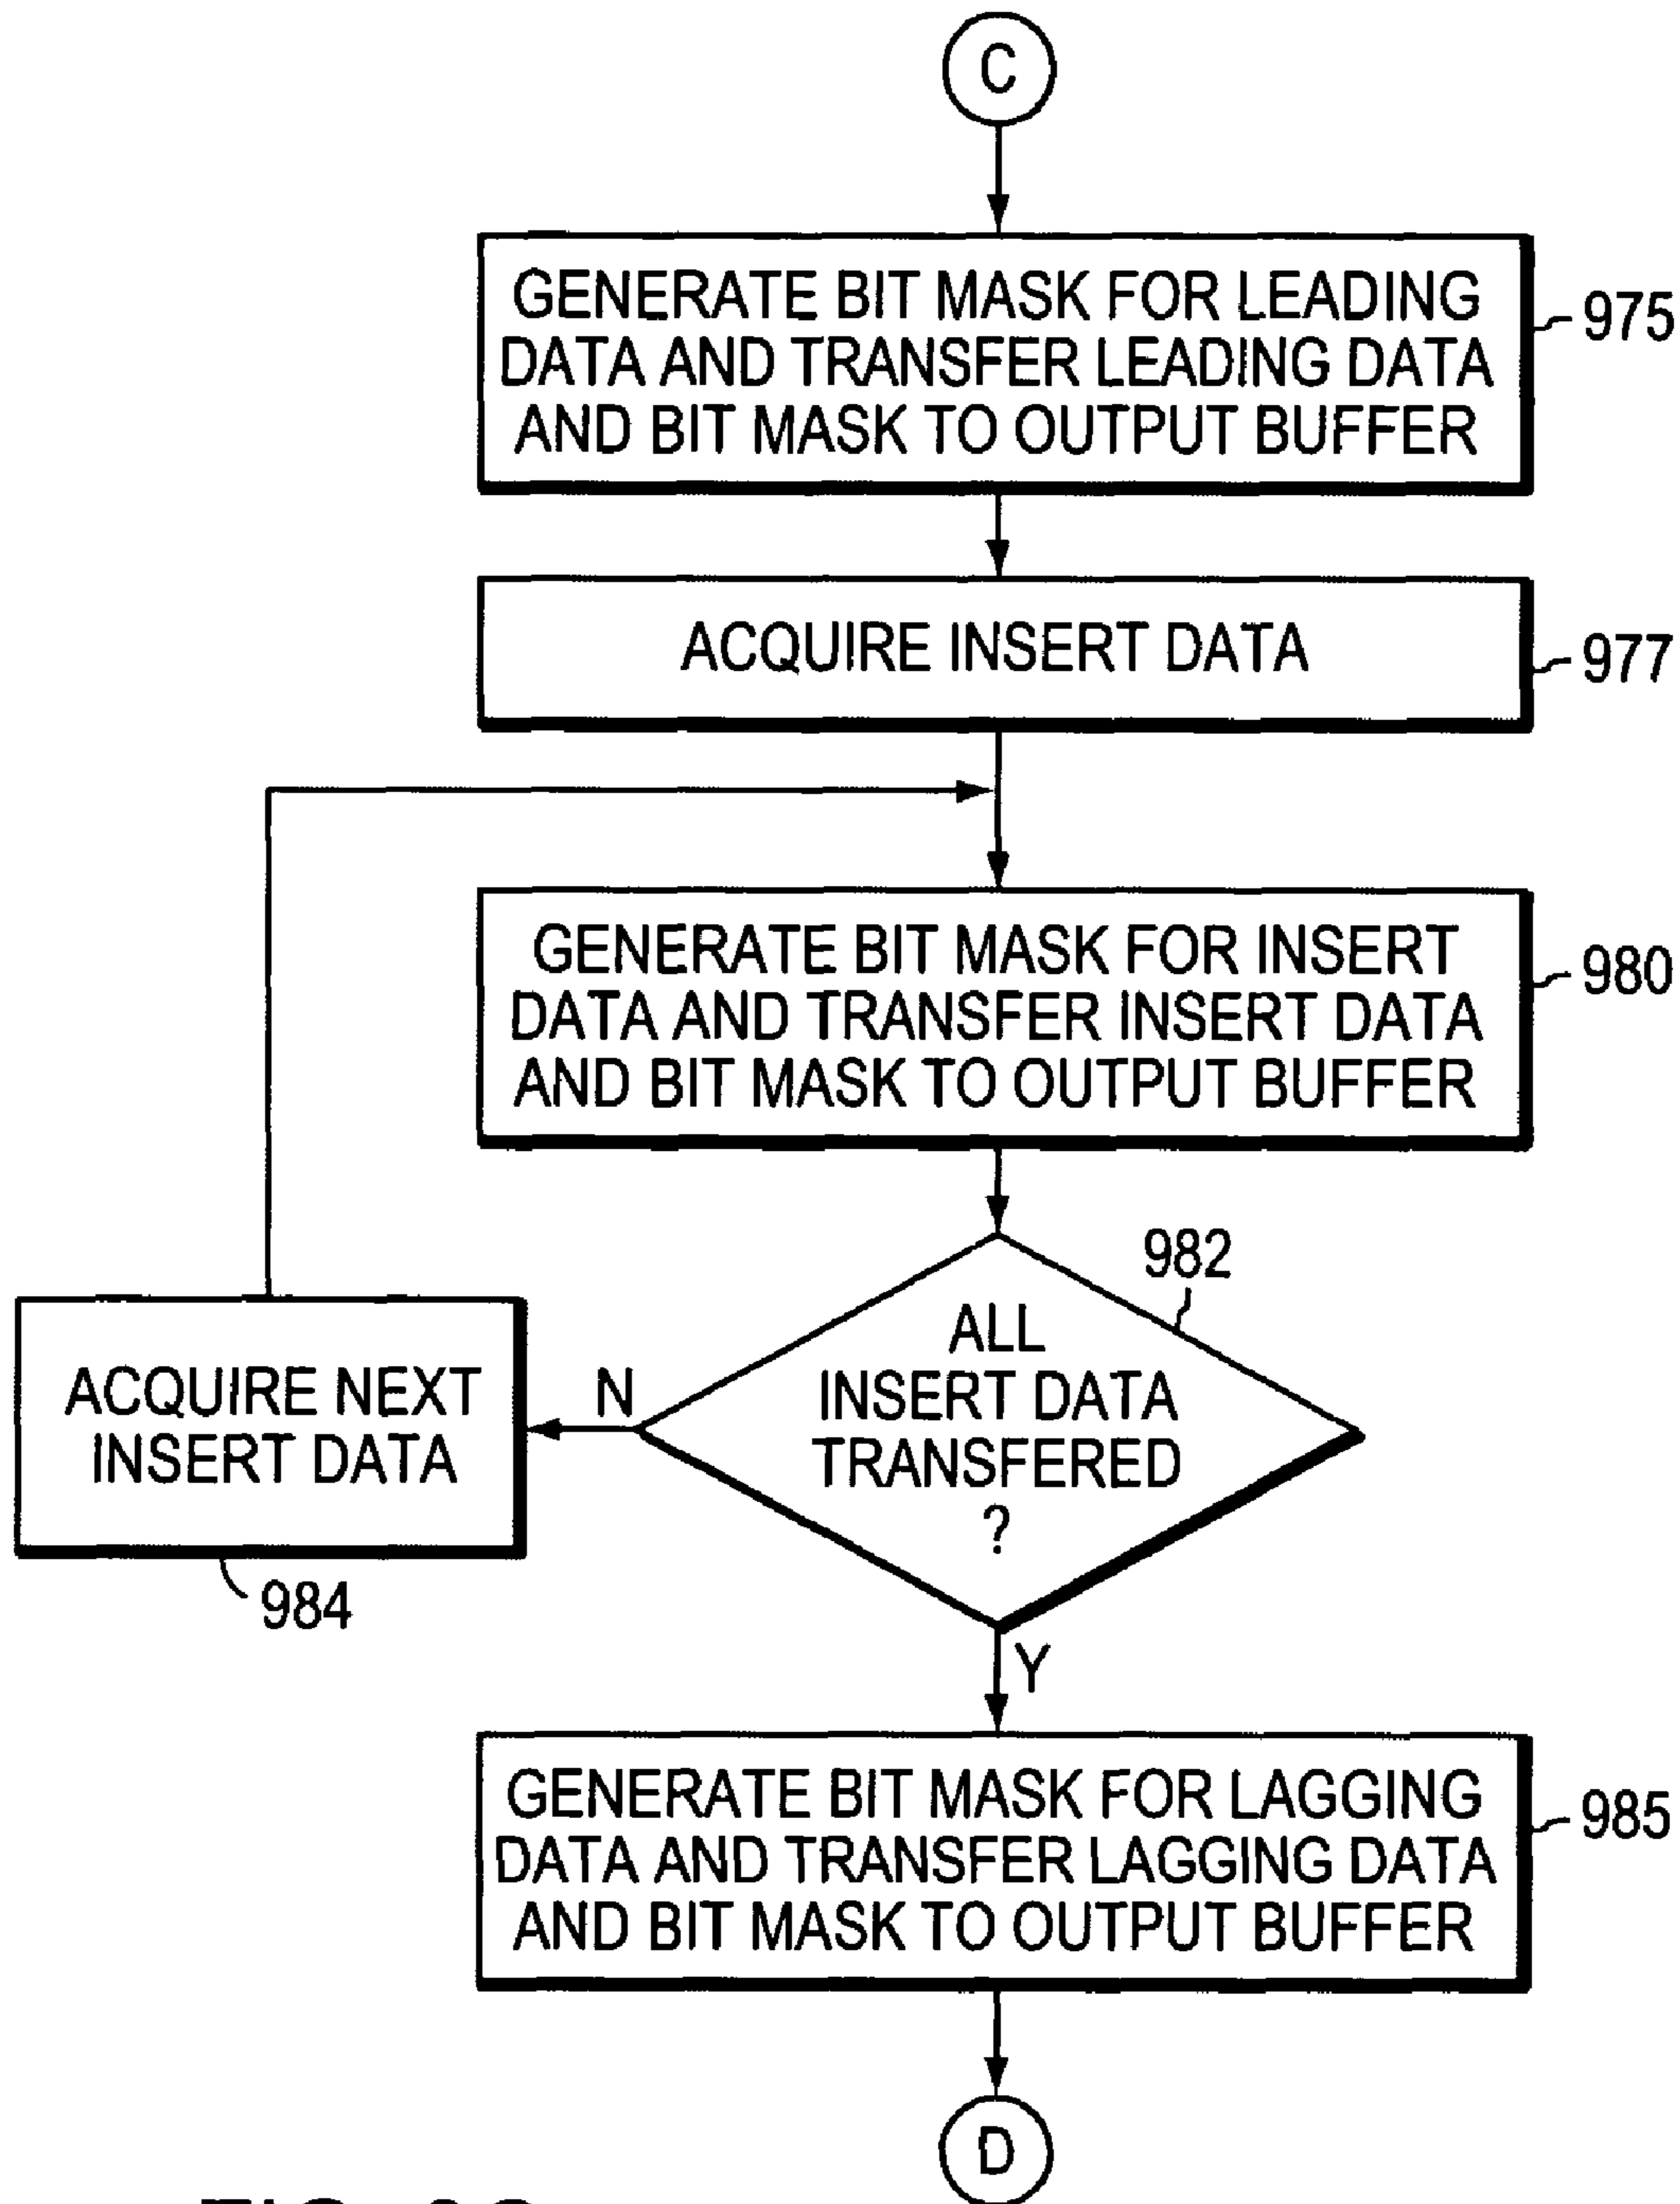 C
GENERATE BIT MASK FOR LEADING
DATA AND TRANSFER LEADING DATA
AND BIT MASK TO OUTPUT BUFFER
975
ACQUIRE INSERT DATA
977
GENERATE BIT MASK FOR INSERT
DATA AND TRANSFER INSERT DATA
AND BIT MASK TO OUTPUT BUFFER
980
982
ALL
INSERT DATA
TRANSFERED
?
N
ACQUIRE NEXT
INSERT DATA
984
Y
GENERATE BIT MASK FOR LAGGING
DATA AND TRANSFER LAGGING DATA
AND BIT MASK TO OUTPUT BUFFER
985
D